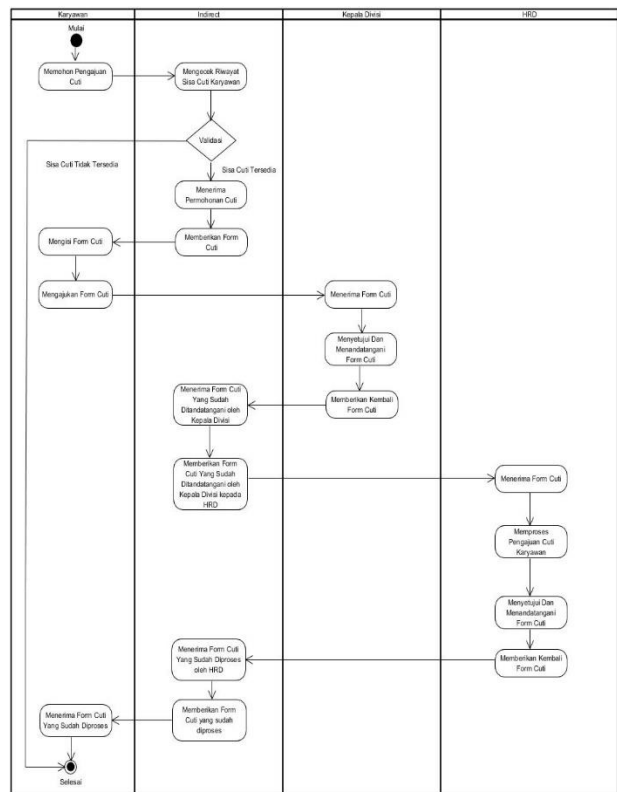 Karyawan
Indirect
Kepala Divisi
HRD
Mulai
Memohon Pengajuan
Cuti
Mengecek Riwayat
Sisa Cuti Karyawan
Validasi
Sisa Cuti Tidak Tersedia
Sisa Cuti Tersedia
Menerima
Permohonan Cuti
Memberikan Form
Cuti
Mengisi Form Cuti
Mengajukan Form Cuti
Menerima Form Cuti
Menyetujui Dan
Menandatangani
Form Cuti
Memberikan Kembali
Form Cuti
Menerima Form Cuti
Yang Sudah
Ditandatangani oleh
Kepala Divisi
Memberikan Form
Cuti Yang Sudah
Ditandatangani oleh
Kepala Divisi kepada
HRD
Menerima Form Cuti
Memproses
Pengajuan Cuti
Karyawan
Menyetujui Dan
Menandatangani
Form Cuti
Memberikan Kembali
Form Cuti
Menerima Form Cuti
Yang Sudah Diproses
oleh HRD
Memberikan Form
Cuti yang sudah
diproses
Menerima Form Cuti
Yang Sudah Diproses
Selesai